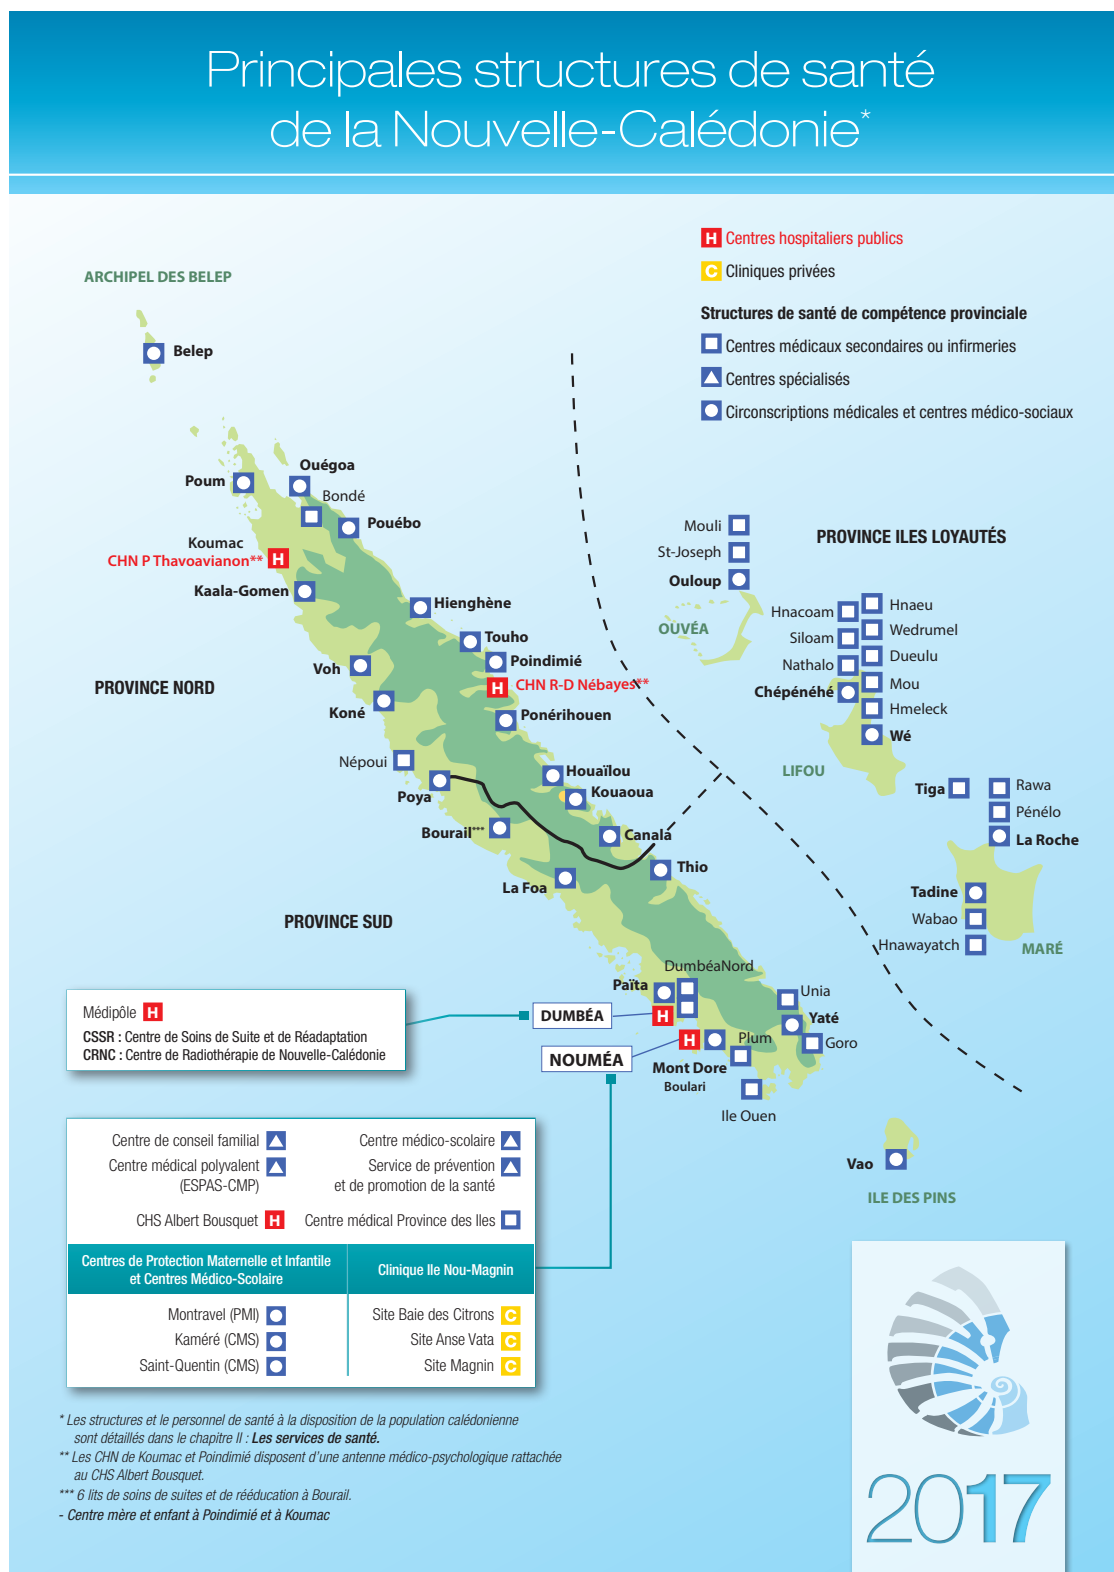 Principales structures de santé
de la Nouvelle-Calédonie*
H Centres hospitaliers publics
C Cliniques privées
Structures de santé de compétence provinciale
Centres médicaux secondaires ou infirmeries
Centres spécialisés
Circonscriptions médicales et centres médico-sociaux
ARCHIPEL DES BELEP
Belep
Ouégoa
Poum
Bondé
Pouébo
Koumac
CHN P Thavoavianon** H
Kaala-Gomen
Hienghène
Touho
Poindimié
H CHN R-D Nébayes**
Voh
PROVINCE NORD
Koné
Ponérihouen
Népoui
Houaïlou
Poya
Kouaoua
Bourail***
Canala
La Foa
Thio
PROVINCE SUD
Mouli
St-Joseph
Ouloup
OUVÉA
PROVINCE ILES LOYAUTÉS
Hnacoam
Siloam
Nathalo
Chépénéhé
Hnaeu
Wedrumel
Dueulu
Mou
Hmeleck
Wé
LIFOU
Tiga
Rawa
Pénélo
La Roche
Tadine
Wabao
Hnawayatch
MARÉ
DumbéaNord
Païta
Unia
DUMBÉA
H
Yaté
NOUMÉA
H
Plum
Goro
Mont Dore
Boulari
Ile Ouen
Vao
ILE DES PINS
Médipôle H
CSSR : Centre de Soins de Suite et de Réadaptation
CRNC : Centre de Radiothérapie de Nouvelle-Calédonie
Centre de conseil familial
Centre médico-scolaire
Centre médical polyvalent
(ESPAS-CMP)
Service de prévention
et de promotion de la santé
CHS Albert Bousquet H
Centre médical Province des Iles
Centres de Protection Maternelle et Infantile
et Centres Médico-Scolaire
Clinique Ile Nou-Magnin
Montravel (PMI)
Kaméré (CMS)
Saint-Quentin (CMS)
Site Baie des Citrons C
Site Anse Vata C
Site Magnin C
* Les structures et le personnel de santé à la disposition de la population calédonienne
sont détaillés dans le chapitre II : Les services de santé.
** Les CHN de Koumac et Poindimié disposent d'une antenne médico-psychologique rattachée
au CHS Albert Bousquet.
*** 6 lits de soins de suites et de rééducation à Bourail.
- Centre mère et enfant à Poindimié et à Koumac
2017